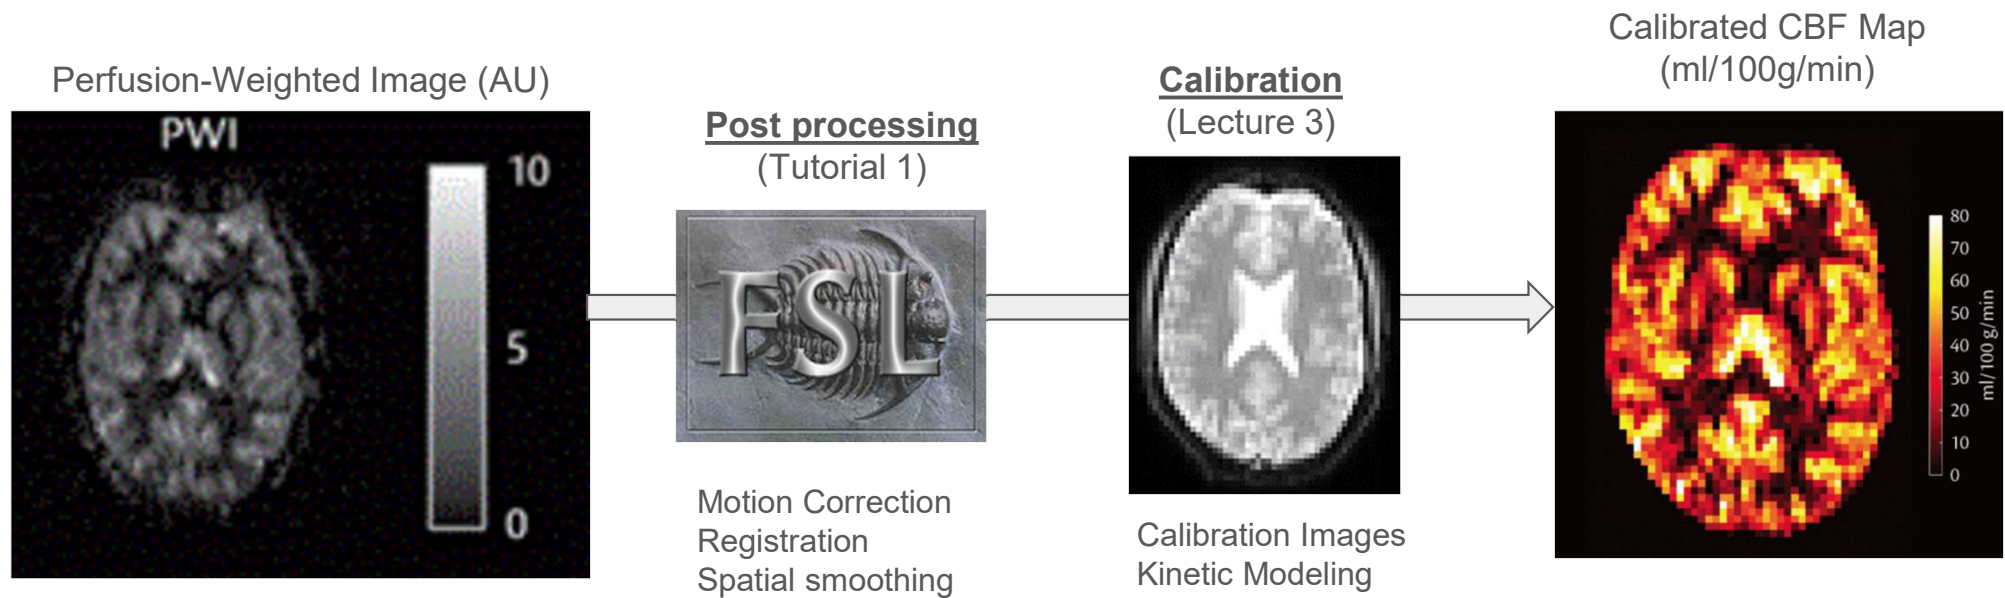 Perfusion-Weighted Image (AU)
PWI
10
5
0
Post processing
(Tutorial 1)
FSL
Motion Correction
Registration
Spatial smoothing
Calibration
(Lecture 3)
Calibration Images
Kinetic Modeling
Calibrated CBF Map
(ml/100g/min)
80
70
60
50
40
30
20
10
0
ml/100 g/min